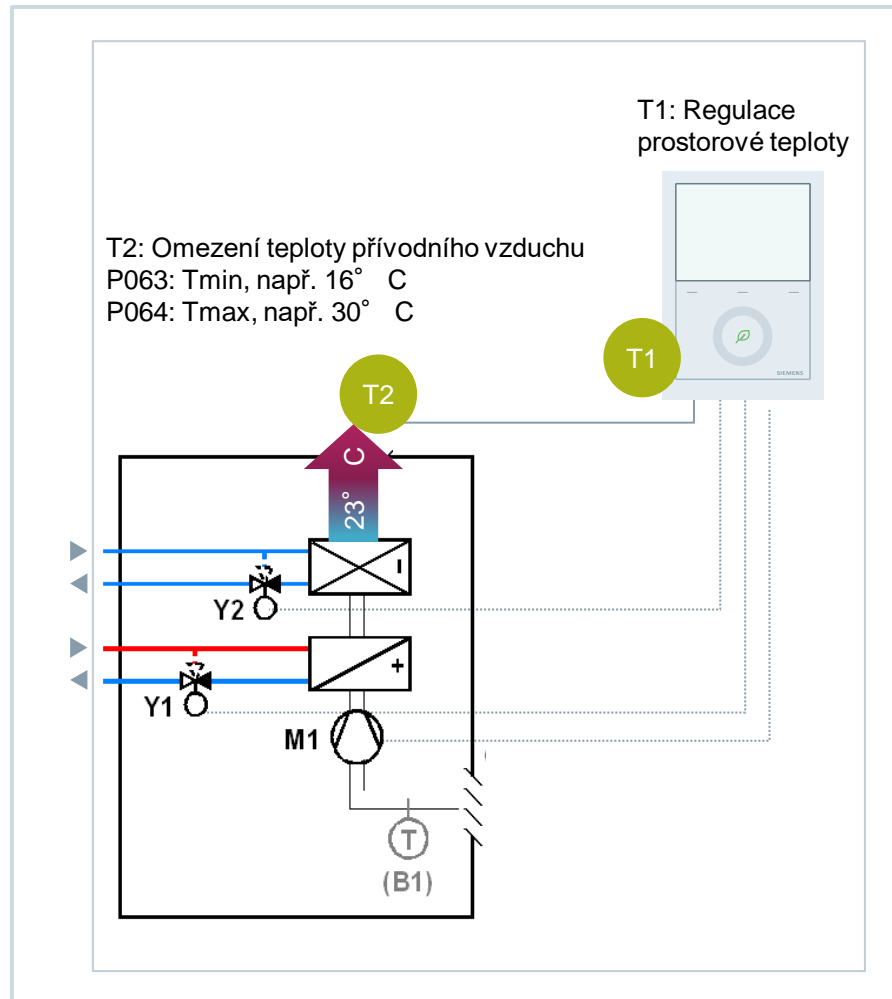 T1: Regulace
prostorové teploty
T2: Omezení teploty přívodního vzduchu
P063: Tmin, např. 16° C
P064: Tmax, např. 30° C
T1
SIEMENS
T2
23° C
-
Y2
+
Y1
M1
T
(B1)